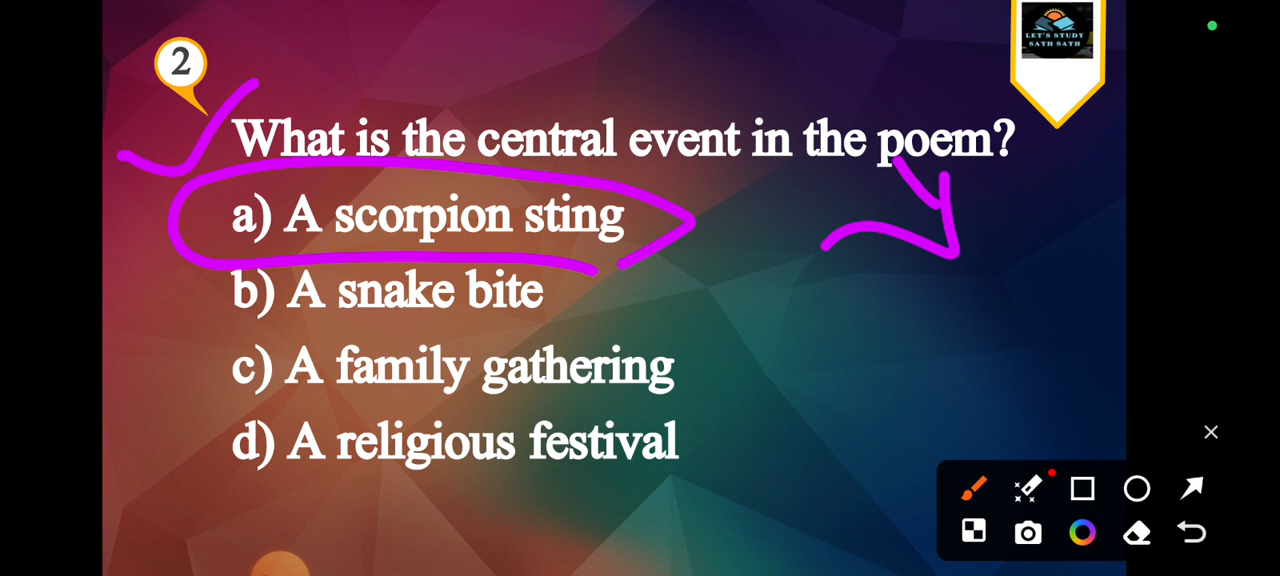 2
LET'S STUDY
SATH SATH
What is the central event in the poem?
a) A scorpion sting
b) A snake bite
c) A family gathering
d) A religious festival